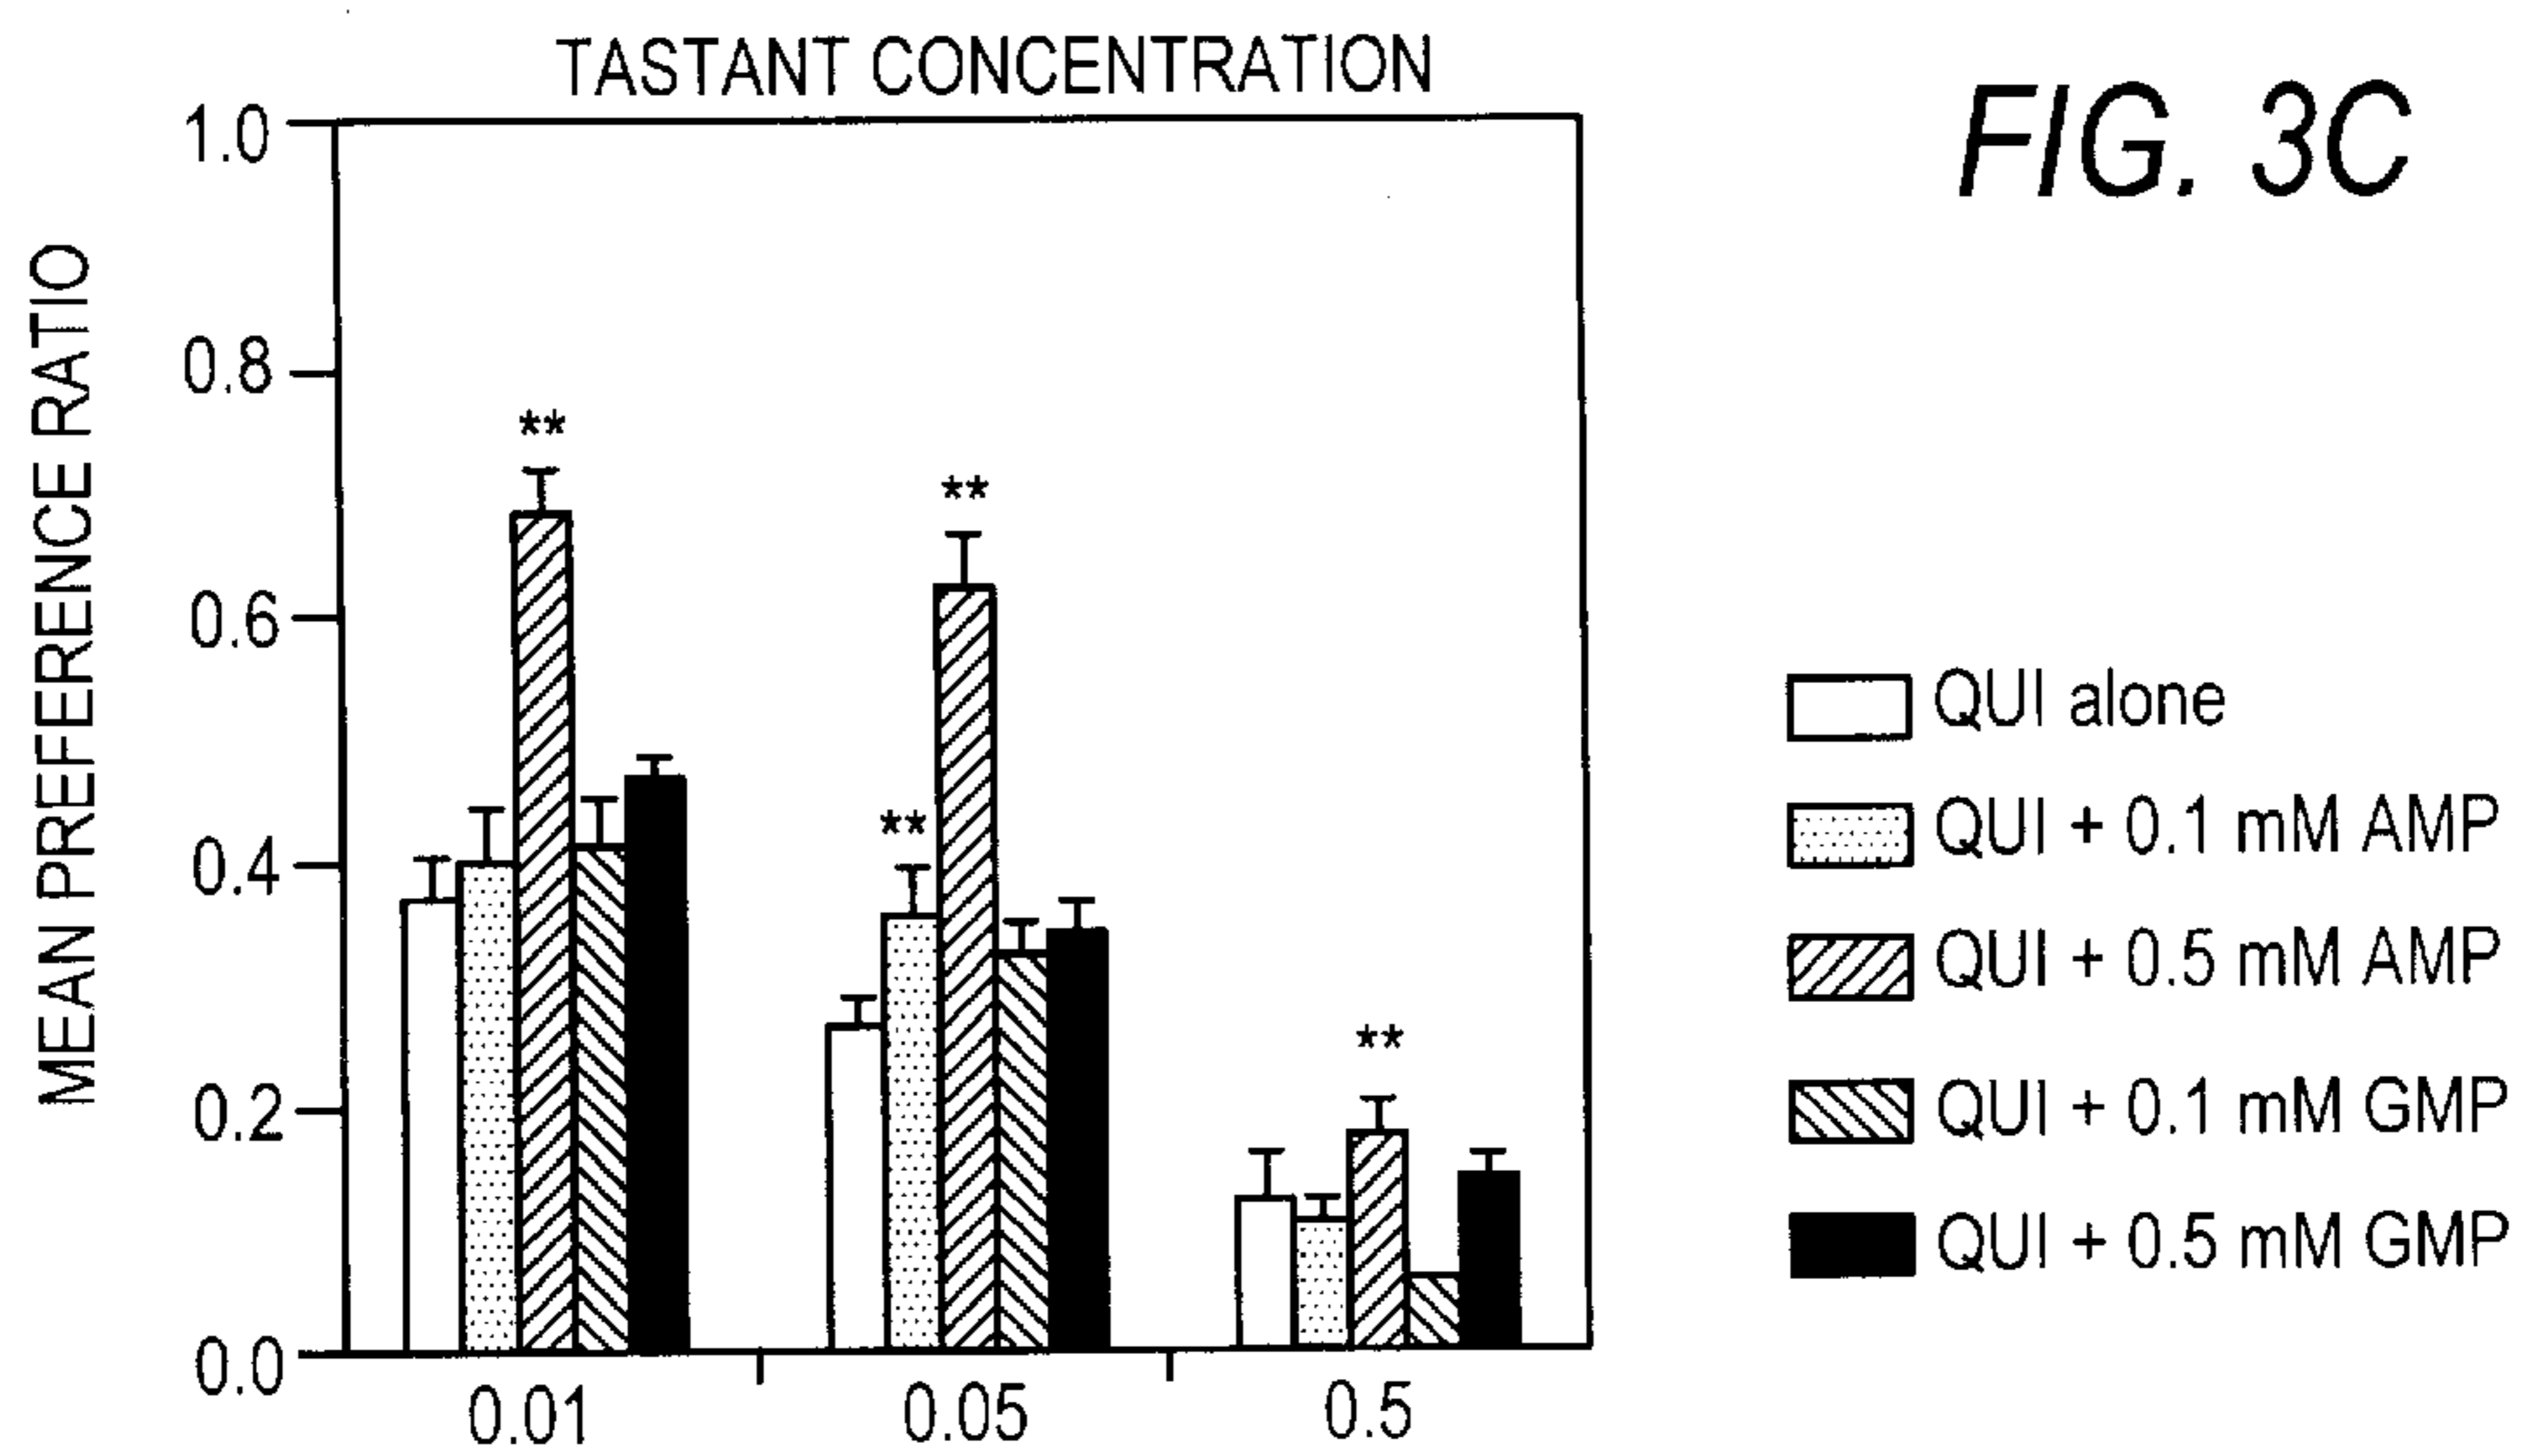 TASTANT CONCENTRATION
FIG. 3C
MEAN PREFERENCE RATIO
1.0
0.8
0.6
0.4
0.2
0.0
**
**
**
**
0.01
0.05
0.5
QUI alone
QUI + 0.1 mM AMP
QUI + 0.5 mM AMP
QUI + 0.1 mM GMP
QUI + 0.5 mM GMP